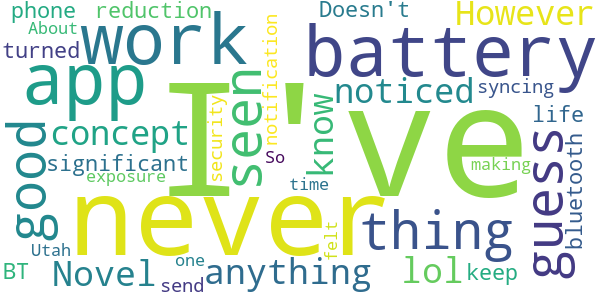 phone reduction Doesn't However
About
turned work battery
app I've seen noticed syncing
security notification
good concept know life
significant So guess bluetooth
exposure time making
never thing
Utah felt
BT Novel one anything lol keep
send